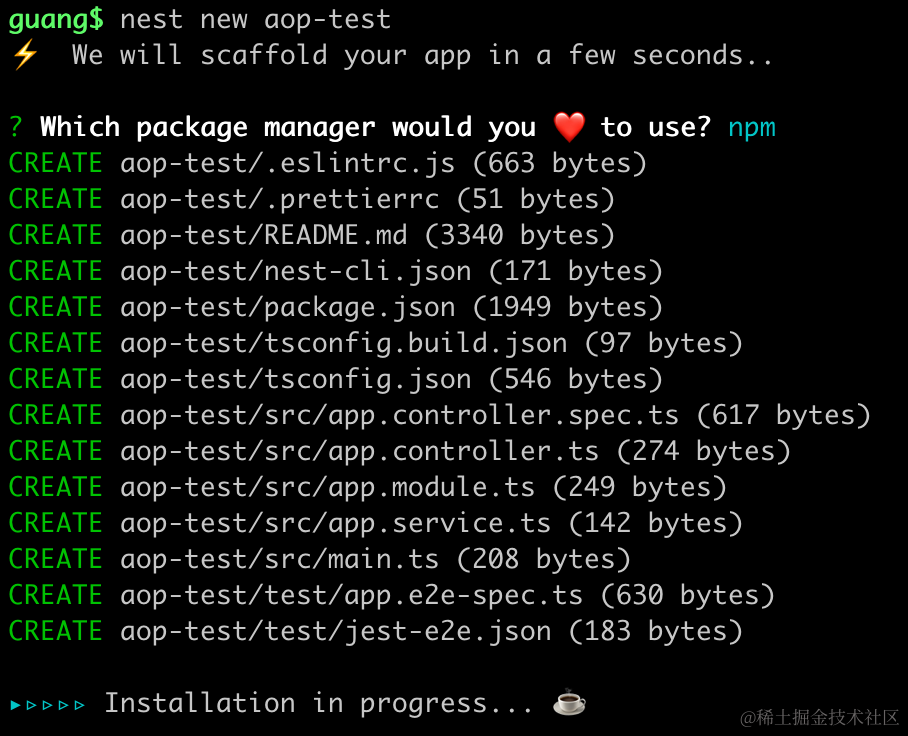 guang$ nest new aop-test
⚡ We will scaffold your app in a few seconds..
? Which package manager would you ❤️ to use? npm
CREATE aop-test/.eslintrc.js (663 bytes)
CREATE aop-test/.prettierrc (51 bytes)
CREATE aop-test/README.md (3340 bytes)
CREATE aop-test/nest-cli.json (171 bytes)
CREATE aop-test/package.json (1949 bytes)
CREATE aop-test/tsconfig.build.json (97 bytes)
CREATE aop-test/tsconfig.json (546 bytes)
CREATE aop-test/src/app.controller.spec.ts (617 bytes)
CREATE aop-test/src/app.controller.ts (274 bytes)
CREATE aop-test/src/app.module.ts (249 bytes)
CREATE aop-test/src/app.service.ts (142 bytes)
CREATE aop-test/src/main.ts (208 bytes)
CREATE aop-test/test/app.e2e-spec.ts (630 bytes)
CREATE aop-test/test/jest-e2e.json (183 bytes)
▸▹▹▹▹ Installation in progress... ☕
@稀土掘金技术社区